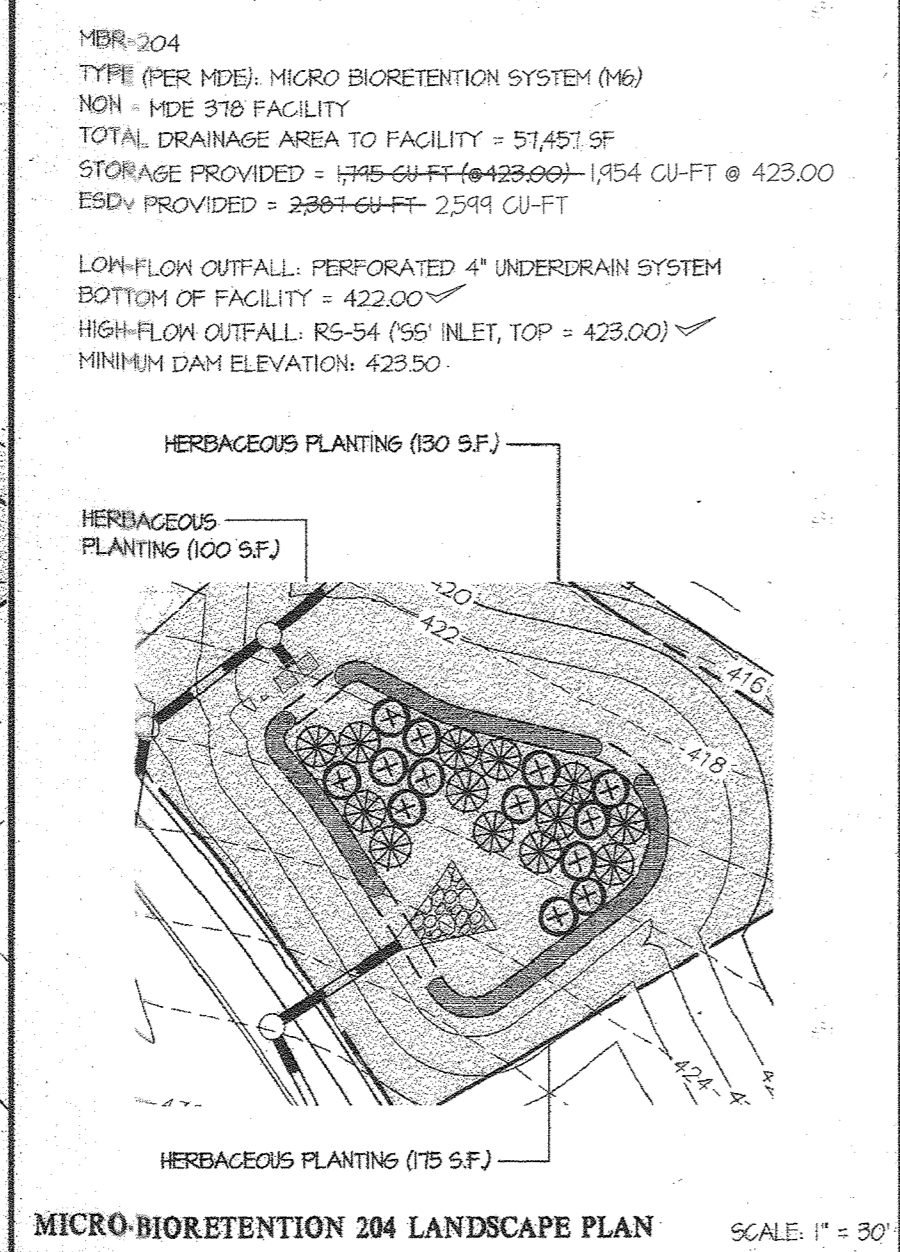 MBR-204
TYPE (PER MDE): MICRO BIORETENTION SYSTEM (M6)
NON - MDE 378 FACILITY
TOTAL DRAINAGE AREA TO FACILITY = 57,457 SF
STORAGE PROVIDED = 1,795 CU-FT (@423.00) 1,954 CU-FT @ 423.00
ESDv PROVIDED = 2,387 CU-FT 2,599 CU-FT
LOW-FLOW OUTFALL: PERFORATED 4" UNDERDRAIN SYSTEM
BOTTOM OF FACILITY = 422.00
HIGH-FLOW OUTFALL: RS-54 ('SS' INLET, TOP = 423.00)
MINIMUM DAM ELEVATION: 423.50
HERBACEOUS PLANTING (130 S.F.)
HERBACEOUS
PLANTING (100 S.F.)
420
422
416
418
424
HERBACEOUS PLANTING (175 S.F.)
MICRO-BIORETENTION 204 LANDSCAPE PLAN
SCALE: 1" = 30'